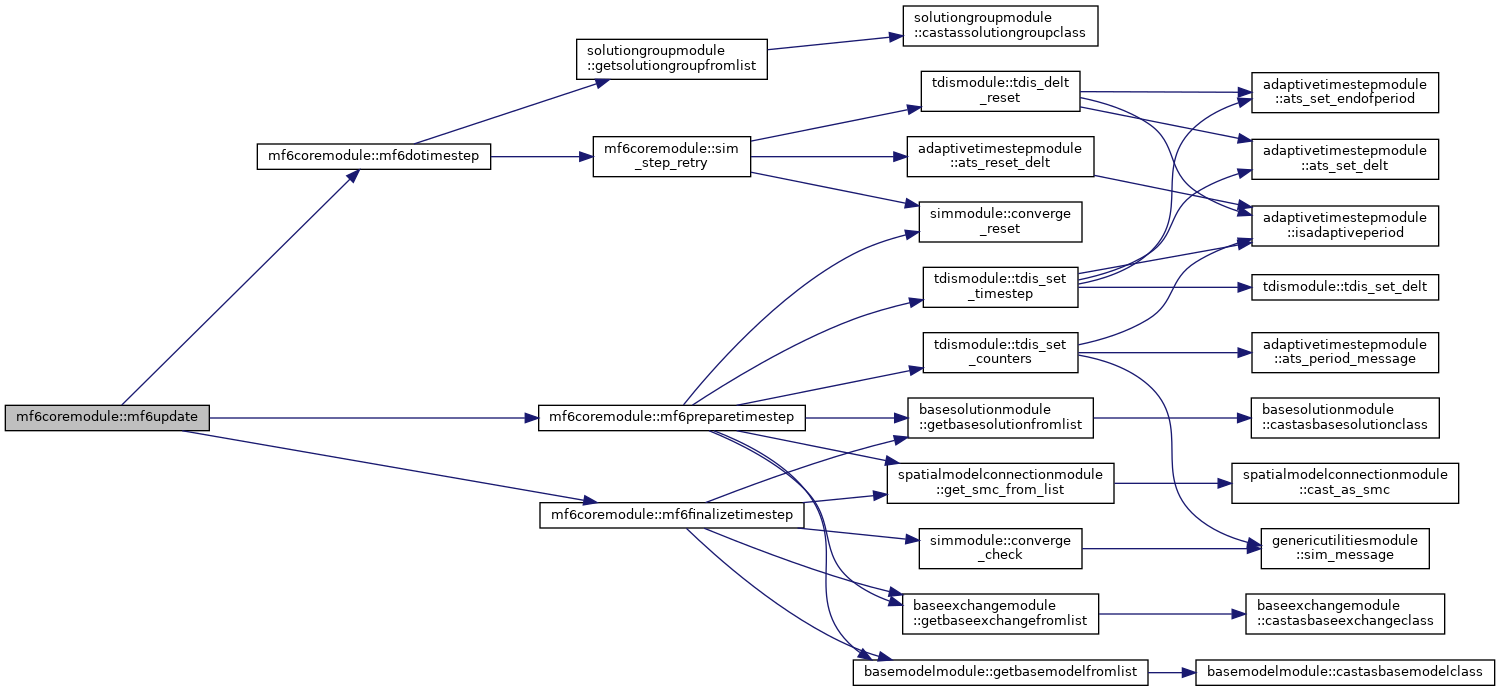 solutiongroupmodule
::castassolutiongroupclass
solutiongroupmodule
::getsolutiongroupfromlist
tdismodule::tdis_delt
_reset
adaptivetimestepmodule
::ats_set_endofperiod
mf6coremodule::mf6dotimestep
mf6coremodule::sim
_step_retry
adaptivetimestepmodule
::ats_reset_delt
adaptivetimestepmodule
::ats_set_delt
simmodule::converge
_reset
adaptivetimestepmodule
::isadaptiveperiod
tdismodule::tdis_set
_timestep
tdismodule::tdis_set_delt
tdismodule::tdis_set
_counters
adaptivetimestepmodule
::ats_period_message
mf6coremodule::mf6update
mf6coremodule::mf6preparetimestep
basesolutionmodule
::getbasesolutionfromlist
basesolutionmodule
::castasbasesolutionclass
spatialmodelconnectionmodule
::get_smc_from_list
spatialmodelconnectionmodule
::cast_as_smc
mf6coremodule::mf6finalizetimestep
simmodule::converge
_check
genericutilitiesmodule
::sim_message
baseexchangemodule
::getbaseexchangefromlist
baseexchangemodule
::castasbaseexchangeclass
basemodelmodule::getbasemodelfromlist
basemodelmodule::castasbasemodelclass